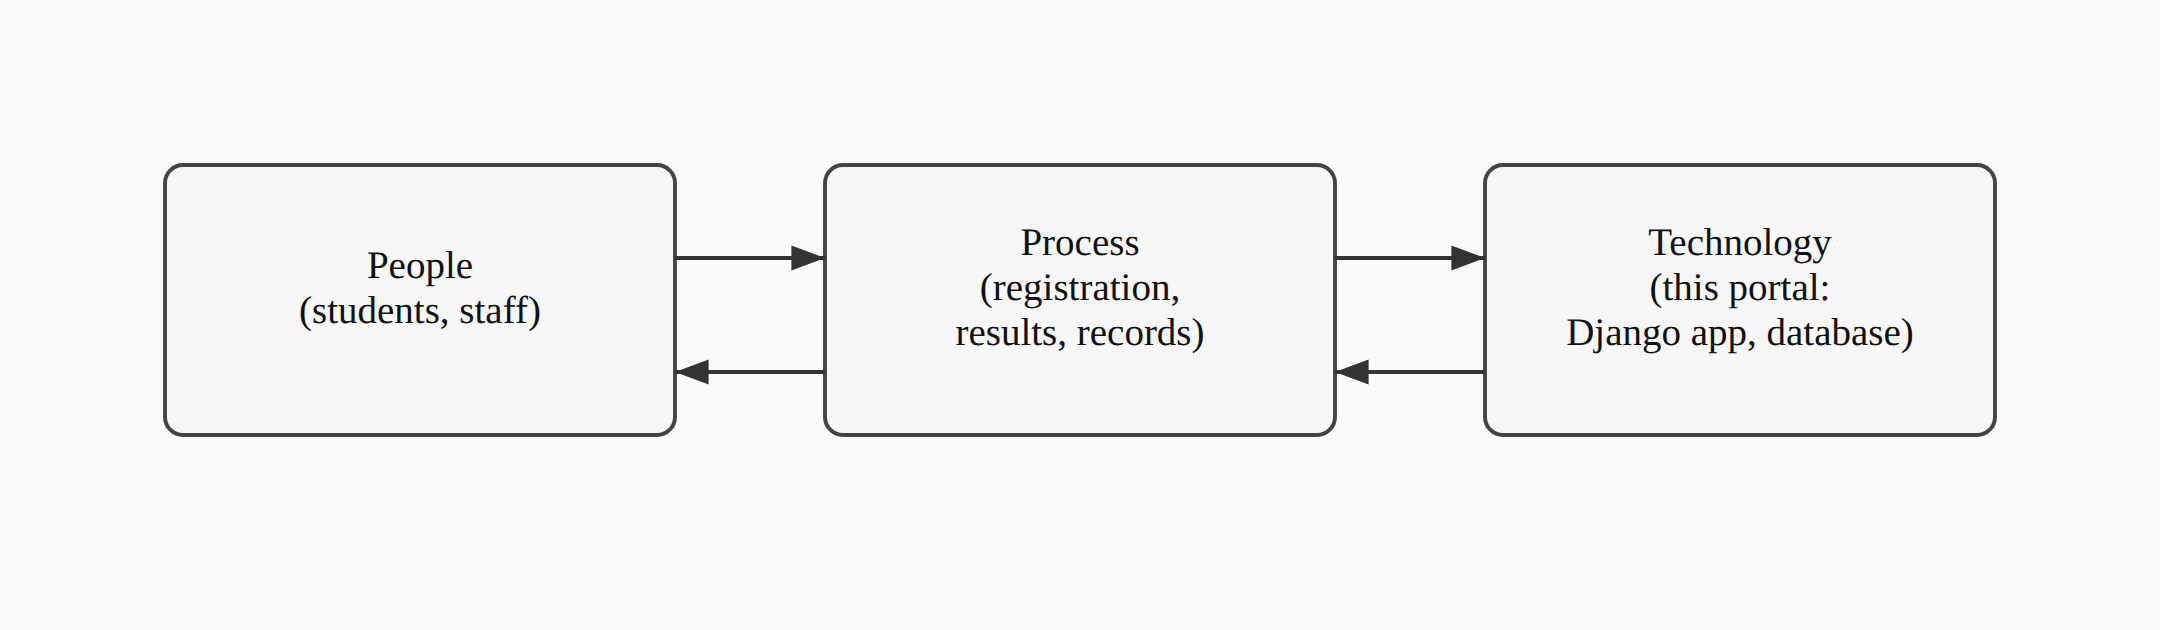 People
(students, staff)
Process
(registration,
results, records)
Technology
(this portal:
Django app, database)